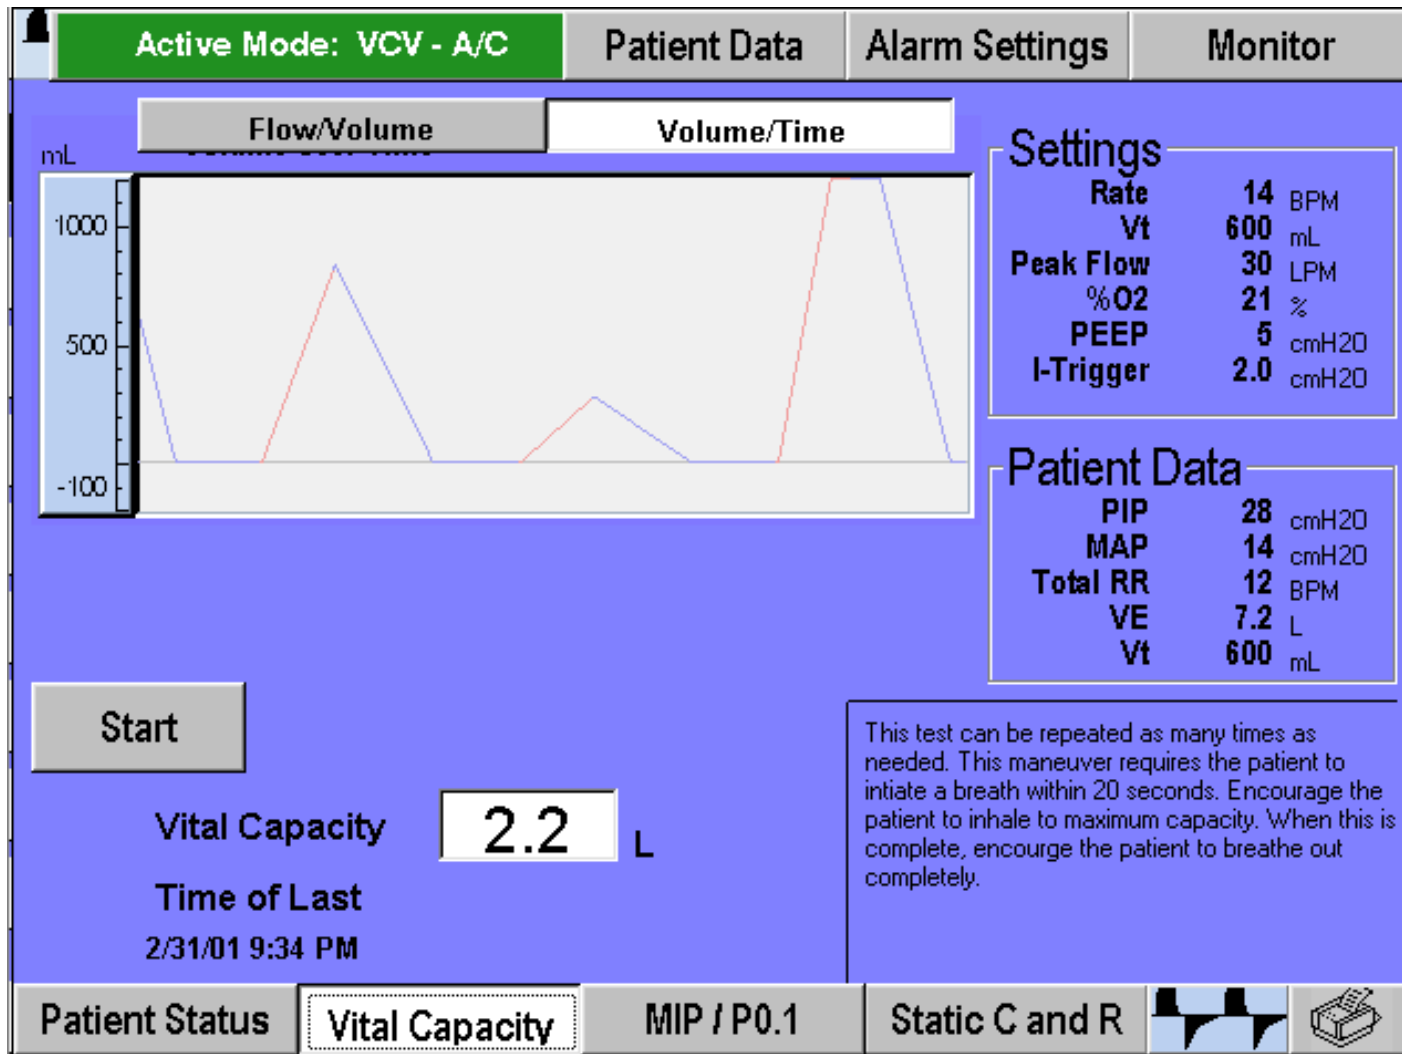 Active Mode: VCV - A/C
Patient Data
Alarm Settings
Monitor
Flow/Volume
Volume/Time
mL
1000
500
-100
Settings
Rate 14 BPM
Vt 600 mL
Peak Flow 30 LPM
%O2 21 %
PEEP 5 cmH2O
I-Trigger 2.0 cmH2O
Patient Data
PIP 28 cmH2O
MAP 14 cmH2O
Total RR 12 BPM
VE 7.2 L
Vt 600 mL
Start
Vital Capacity 2.2 L
Time of Last
2/31/01 9:34 PM
This test can be repeated as many times as
needed. This maneuver requires the patient to
intiate a breath within 20 seconds. Encourage the
patient to inhale to maximum capacity. When this is
complete, encourge the patient to breathe out
completely.
Patient Status
Vital Capacity
MIP / P0.1
Static C and R